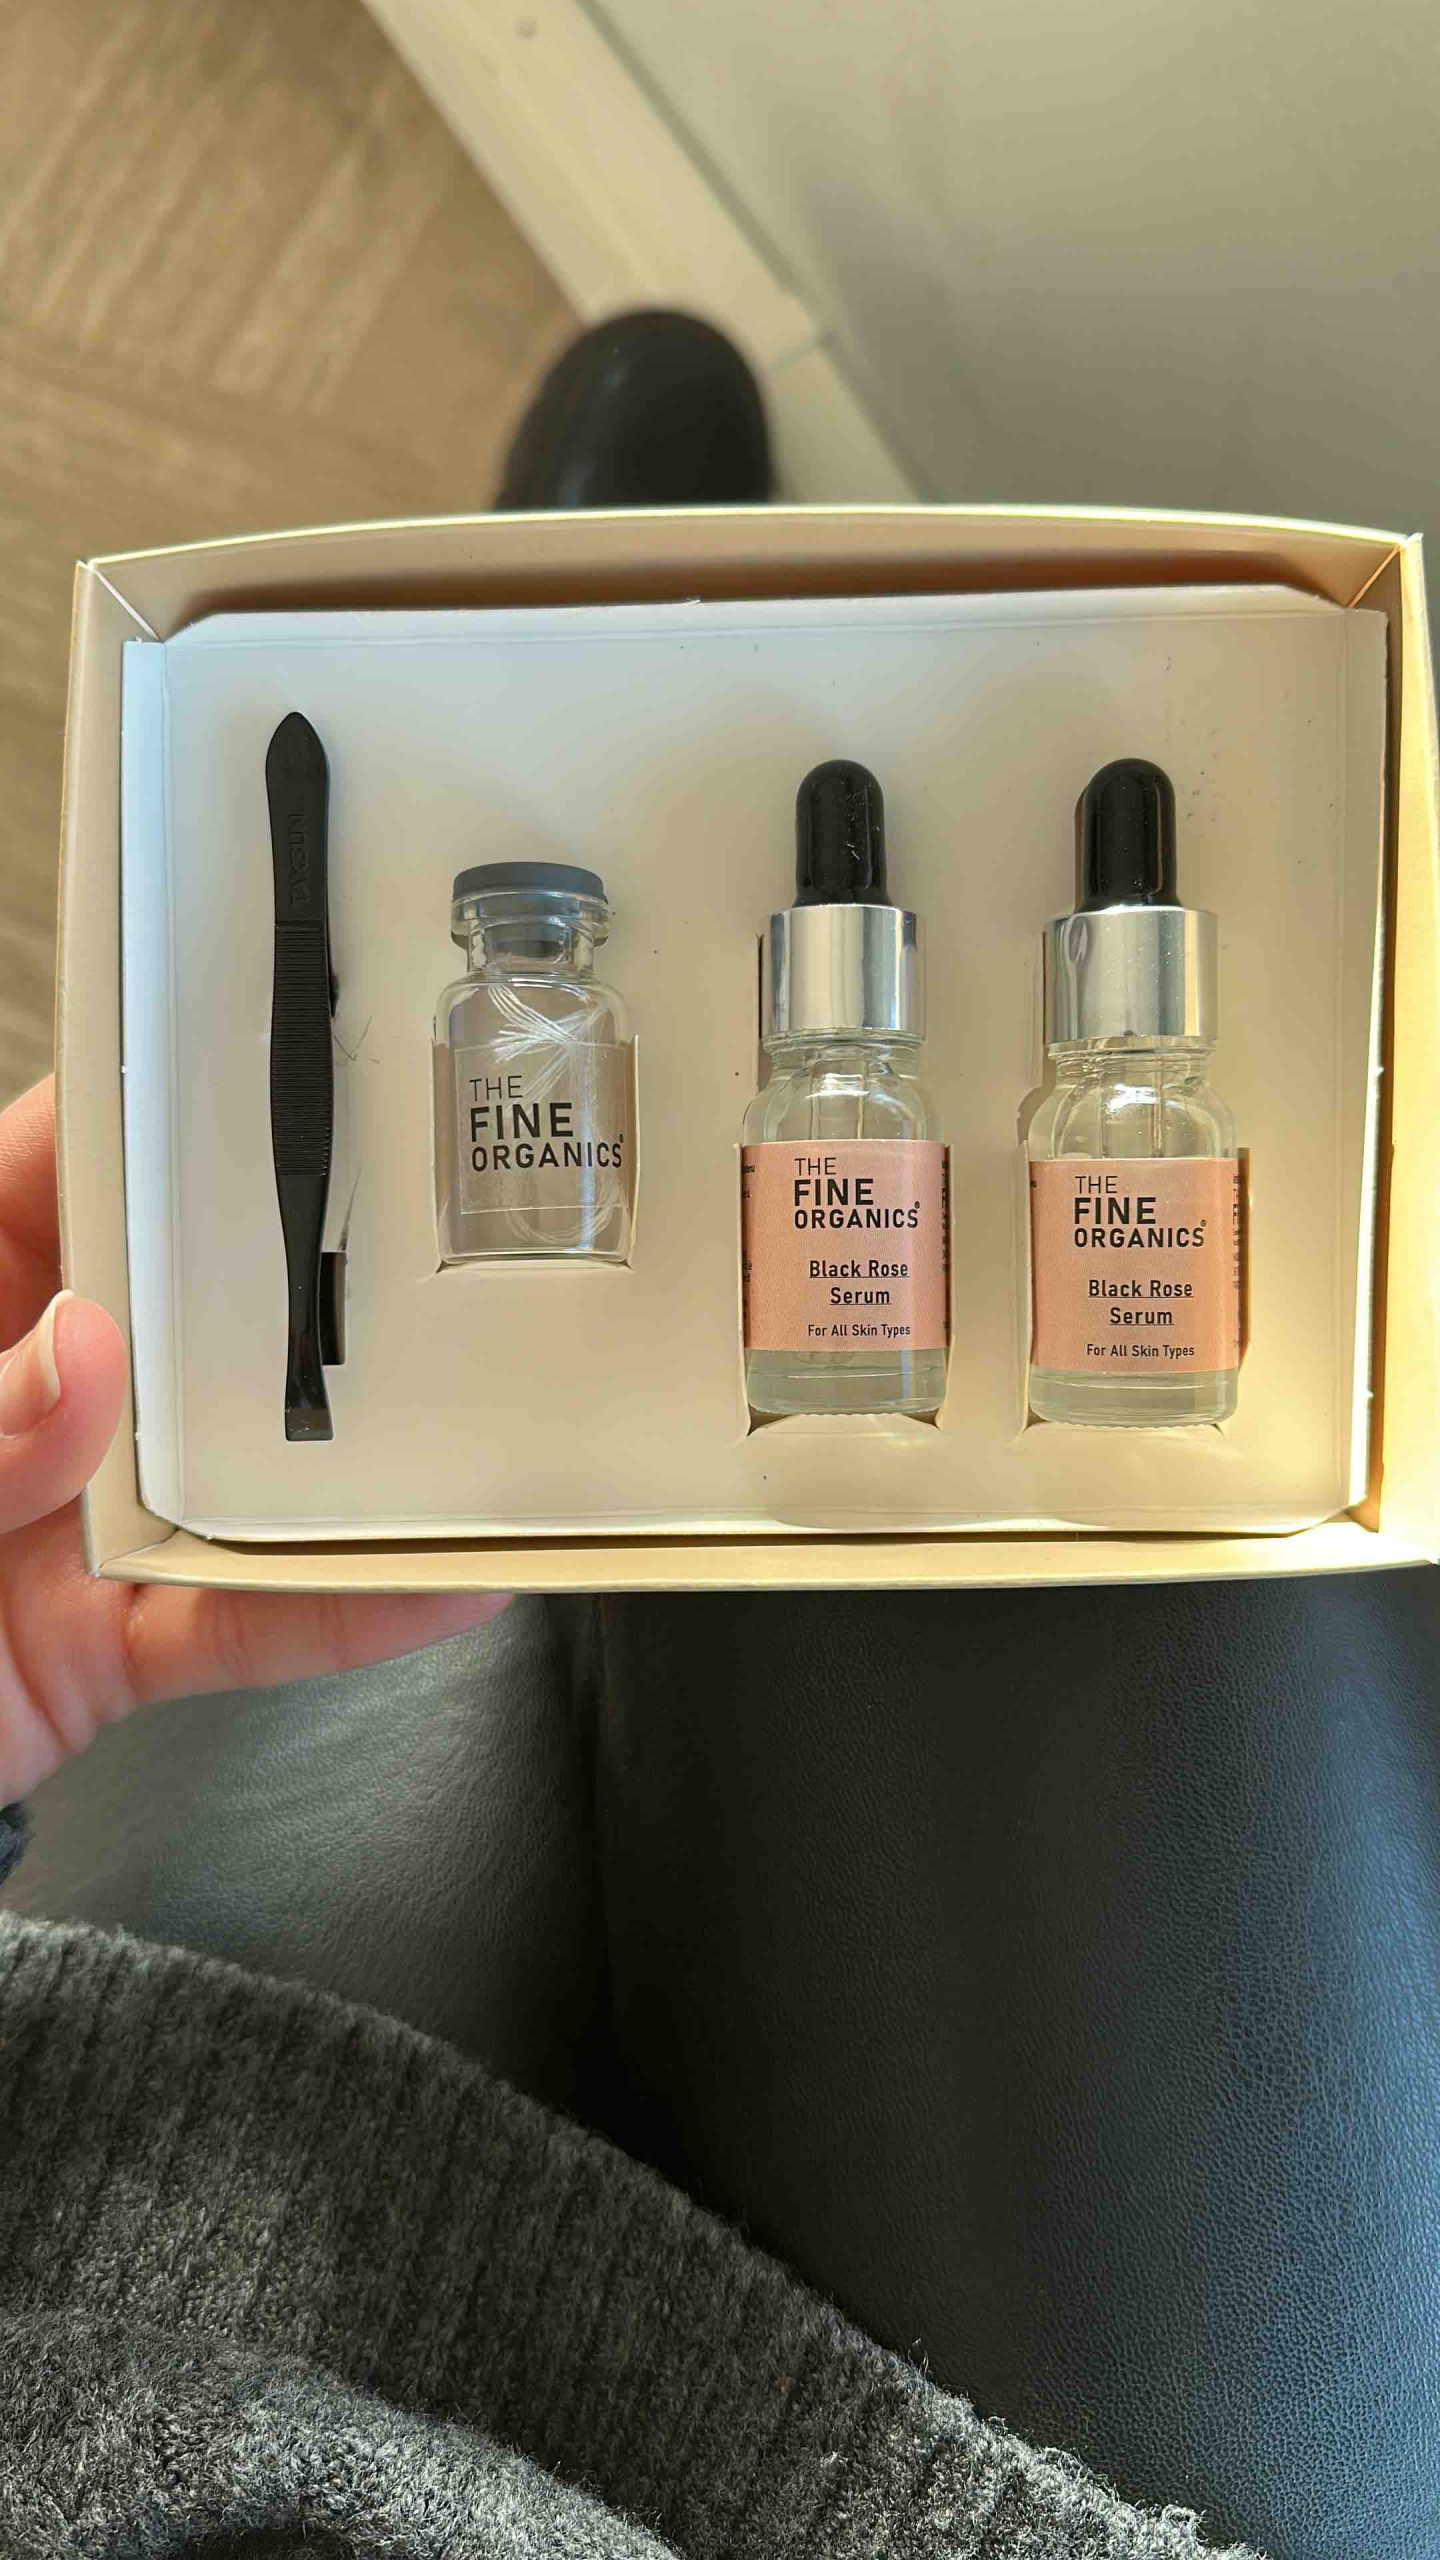 TAKSUN
THE
FINE
ORGANICS®
THE
FINE
ORGANICS®
Black Rose
Serum
For All Skin Types
THE
FINE
ORGANICS®
Black Rose
Serum
For All Skin Types